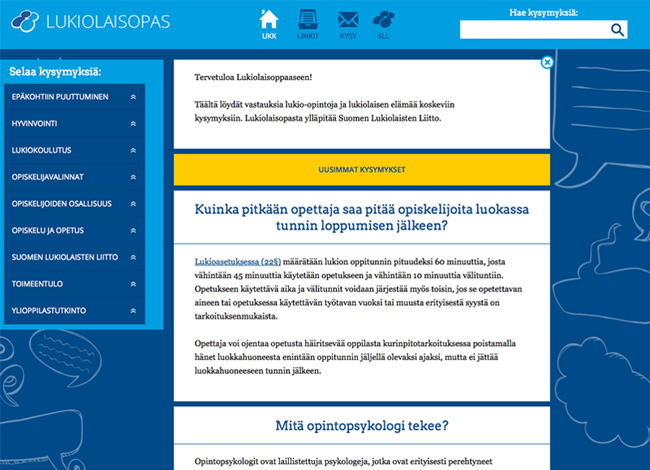 LUKIOLAISOPAS
UKK
LINKIT
KYSY
SLL
Hae kysymyksiä:
Selaa kysymyksiä:
EPÄKOHTIIN PUUTTUMINEN
HYVINVOINTI
LUKIOKOULUTUS
OPISKELIJAVALINNAT
OPISKELIJOIDEN OSALLISUUS
OPISKELU JA OPETUS
SUOMEN LUKIOLAISTEN LIITTO
TOIMEENTULO
YLIOPPILASTUTKINTO
Tervetuloa Lukiolaisoppaaseen!
Täältä löydät vastauksia lukio-opintoja ja lukiolaisen elämää koskeviin
kysymyksiin. Lukiolaisopasta ylläpitää Suomen Lukiolaisten Liitto.
UUSIMMAT KYSYMYKSET
Kuinka pitkään opettaja saa pitää opiskelijoita luokassa
tunnin loppumisen jälkeen?
Lukioasetuksessa (22§) määrätään lukion oppitunnin pituudeksi 60 minuuttia, josta
vähintään 45 minuuttia käytetään opetukseen ja vähintään 10 minuuttia välituntiin.
Opetukseen käytettävä aika ja välitunnit voidaan järjestää myös toisin, jos se opetettavan
aineen tai opetuksessa käytettävän työtavan vuoksi tai muusta erityisestä syystä on
tarkoituksenmukaista.
Opettaja voi ojentaa opetusta häiritsevää oppilasta kurinpitotarkoituksessa poistamalla
hänet luokkahuoneesta enintään oppitunnin jäljellä olevaksi ajaksi, mutta ei jättää
luokkahuoneeseen tunnin jälkeen.
Mitä opintopsykologi tekee?
Opintopsykologit ovat laillistettuja psykologeja, jotka ovat erityisesti perehtyneet